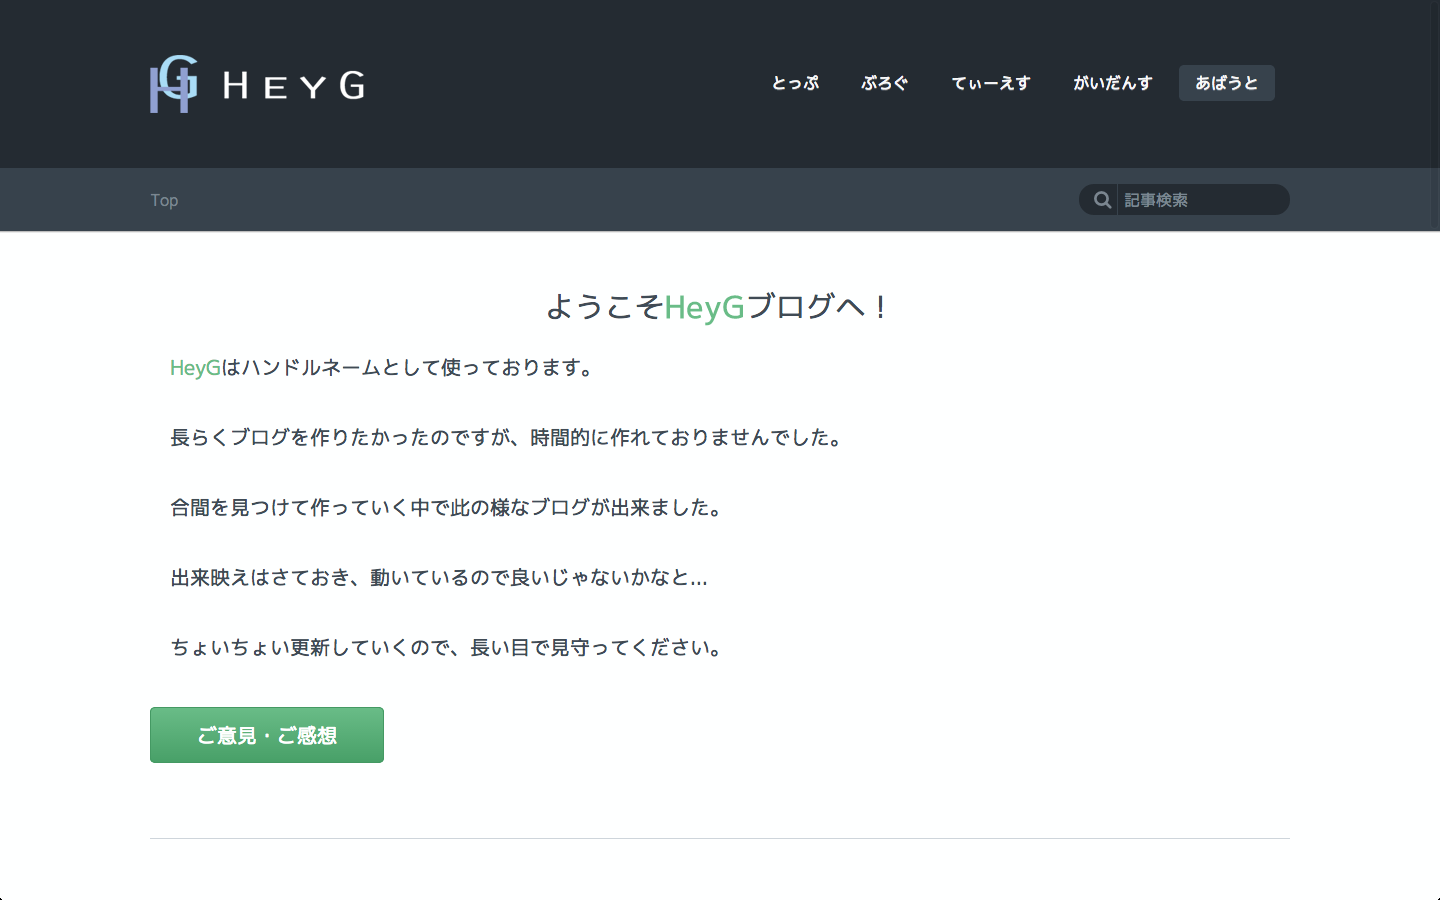 HG HEYG
とっぷ ぶろぐ てぃーえす がいだんす あばうと
Top
記事検索
ようこそHeyGブログへ！
HeyGはハンドルネームとして使っております。
長らくブログを作りたかったのですが、時間的に作れておりませんでした。
合間を見つけて作っていく中で此の様なブログが出来ました。
出来映えはさておき、動いているので良いじゃないかなと...
ちょいちょい更新していくので、長い目で見守ってください。
ご意見・ご感想